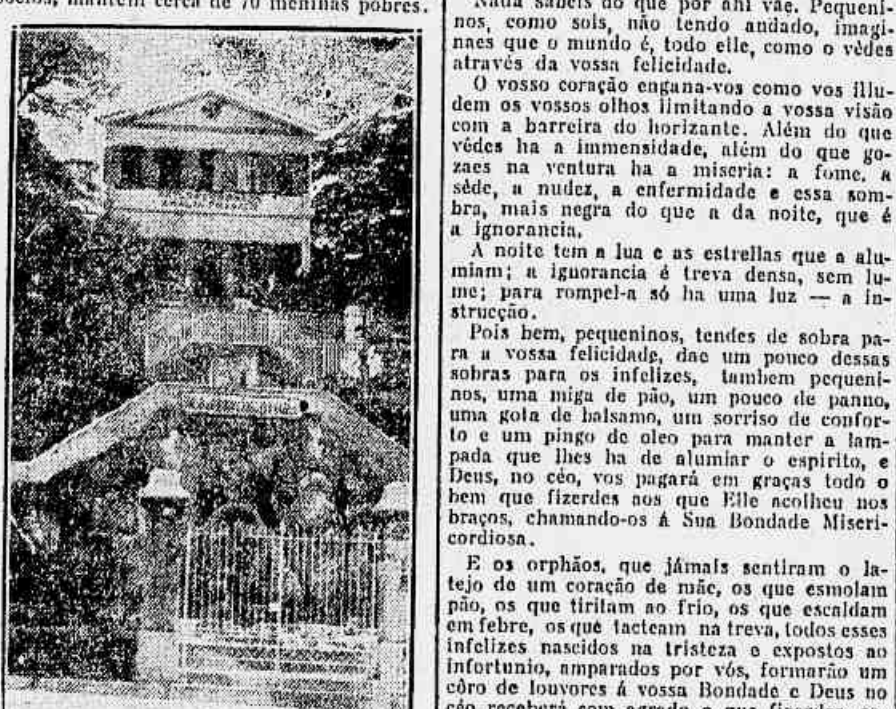 mantem cerca de 70 meninas pobres.
Nada sabeis do que por ahi vae. Pequeni-
nos, como sois, não tendo andado, imagi-
naes que o mundo é, todo elle, como o vêdes
através da vossa felicidade.
O vosso coração engana-vos como vos illu-
dem os vossos olhos limitando a vossa visão
com a barreira do horizante. Além do que
vêdes ha a immensidade, além do que go-
zaes na ventura ha a miseria: a fome, a
sêde, a nudez, a enfermidade e essa som-
bra, mais negra do que a da noite, que é
a ignorancia.
A noite tem a lua e as estrellas que a alu-
miam; a ignorancia é treva densa, sem lu-
me; para rompel-a só ha uma luz — a in-
strucção.
Pois bem, pequeninos, tendes de sobra pa-
ra a vossa felicidade, dae um pouco dessas
sobras para os infelizes, tambem pequeni-
nos, uma miga de pão, um pouco de panno,
uma gota de balsamo, um sorriso de confor-
to e um pingo de oleo para manter a lam-
pada que lhes ha de alumiar o espirito, e
Deus, no céo, vos pagará em graças todo o
bem que fizerdes aos que Elle acolheu nos
braços, chamando-os á Sua Bondade Miseri-
cordiosa.
E os orphãos, que jámais sentiram o la-
tejo de um coração de mãe, os que esmolam
pão, os que tiritam ao frio, os que escaldam
em febre, os que tacteam na treva, todos esses
infelizes nascidos na tristeza e expostos ao
infortunio, amparados por vós, formarão um
côro de louvores á vossa Bondade e Deus no
céo receberá com agrado o que